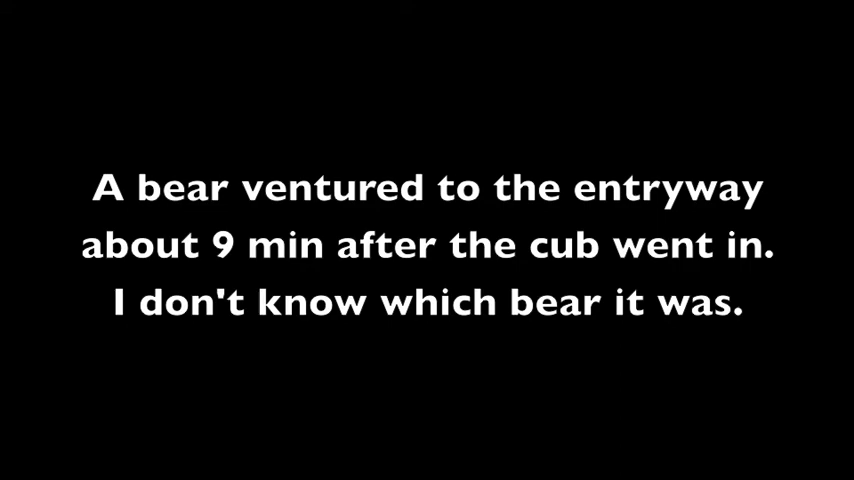 A bear ventured to the entryway
about 9 min after the cub went in.
I don't know which bear it was.